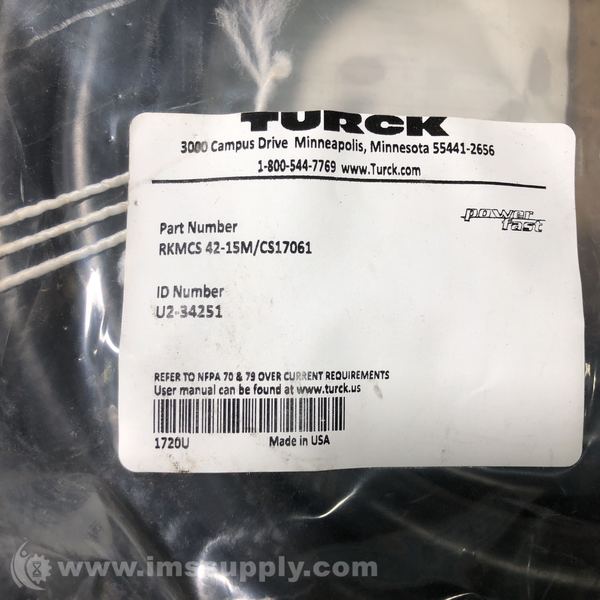 TURCK
3000 Campus Drive Minneapolis, Minnesota 55441-2656
1-800-544-7769 www.Turck.com
power
fast
Part Number
RKMCS 42-15M/CS17061
ID Number
U2-34251
REFER TO NFPA 70 & 79 OVER CURRENT REQUIREMENTS
User manual can be found at www.turck.us
1720U Made in USA
www.imssupply.com